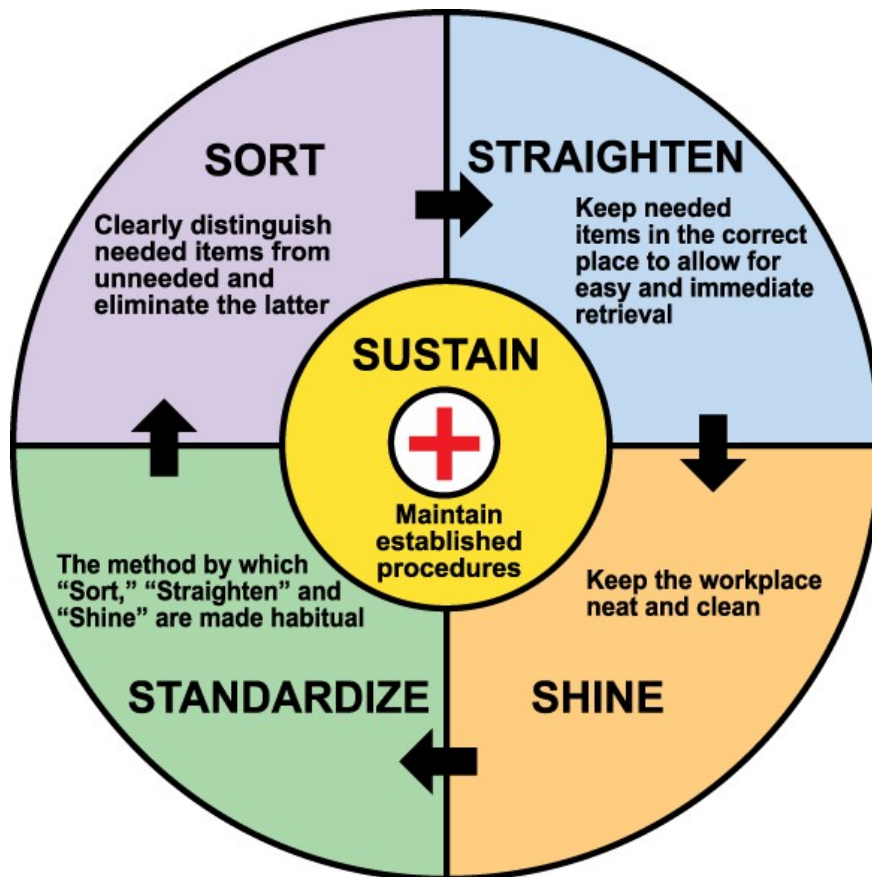 SORT
Clearly distinguish
needed items from
unneeded and
eliminate the latter
STRAIGHTEN
Keep needed
items in the correct
place to allow for
easy and immediate
retrieval
SUSTAIN
Maintain
established
procedures
The method by which
“Sort,” “Straighten” and
“Shine” are made habitual
STANDARDIZE
Keep the workplace
neat and clean
SHINE